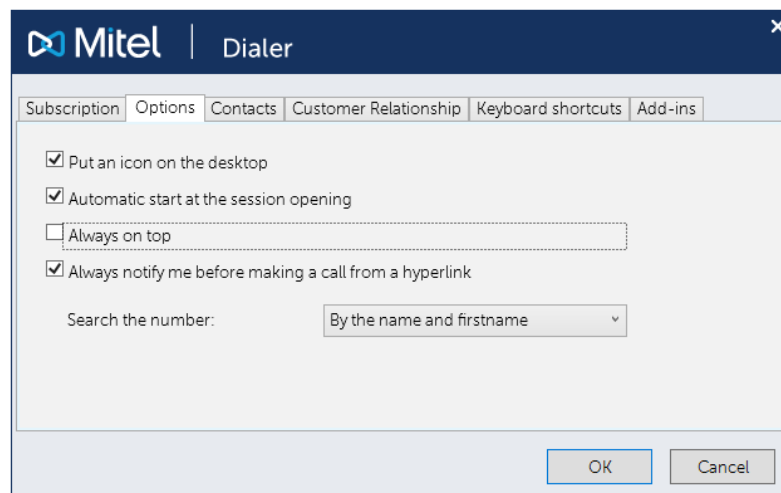 Mitel | Dialer
Subscription Options Contacts Customer Relationship Keyboard shortcuts Add-ins
Put an icon on the desktop
Automatic start at the session opening
Always on top
Always notify me before making a call from a hyperlink
Search the number: By the name and firstname
OK Cancel